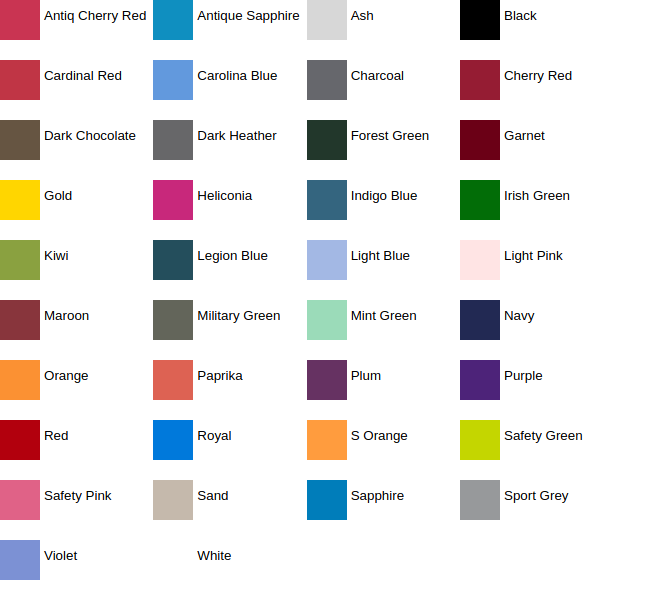 Antiq Cherry Red
Antique Sapphire
Ash
Black
Cardinal Red
Carolina Blue
Charcoal
Cherry Red
Dark Chocolate
Dark Heather
Forest Green
Garnet
Gold
Heliconia
Indigo Blue
Irish Green
Kiwi
Legion Blue
Light Blue
Light Pink
Maroon
Military Green
Mint Green
Navy
Orange
Paprika
Plum
Purple
Red
Royal
S Orange
Safety Green
Safety Pink
Sand
Sapphire
Sport Grey
Violet
White